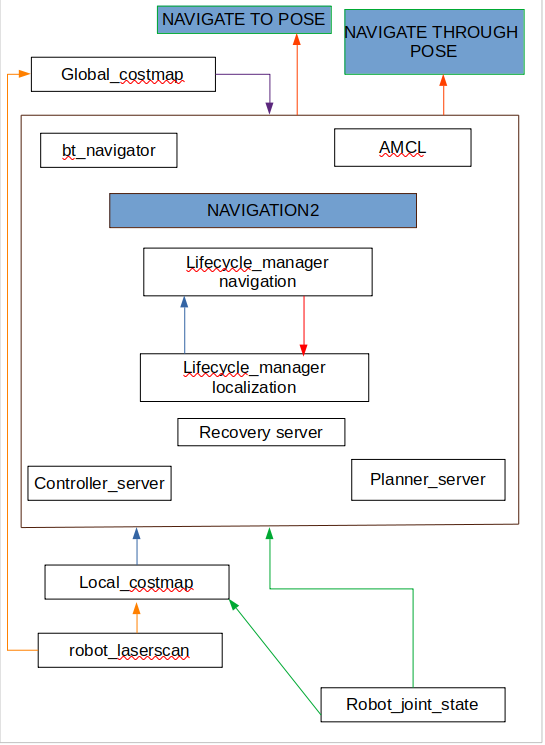 NAVIGATE TO POSE
NAVIGATE THROUGH
POSE
Global_costmap
bt_navigator
AMCL
NAVIGATION2
Lifecycle_manager
navigation
Lifecycle_manager
localization
Recovery server
Controller_server
Planner_server
Local_costmap
robot_laserscan
Robot_joint_state